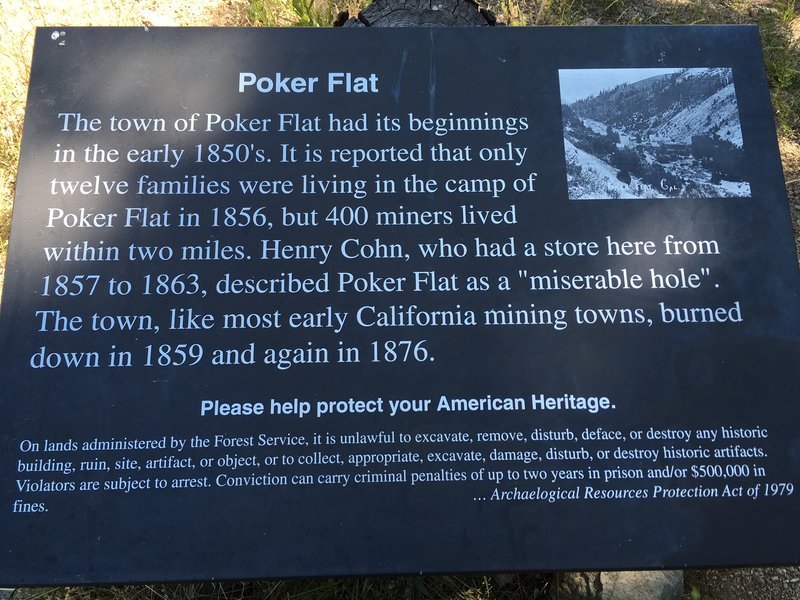 Poker Flat
The town of Poker Flat had its beginnings
in the early 1850's. It is reported that only
twelve families were living in the camp of
Poker Flat in 1856, but 400 miners lived
within two miles. Henry Cohn, who had a store here from
1857 to 1863, described Poker Flat as a "miserable hole".
The town, like most early California mining towns, burned
down in 1859 and again in 1876.
Please help protect your American Heritage.
On lands administered by the Forest Service, it is unlawful to excavate, remove, disturb, deface, or destroy any historic
building, ruin, site, artifact, or object, or to collect, appropriate, excavate, damage, disturb, or destroy historic artifacts.
Violators are subject to arrest. Conviction can carry criminal penalties of up to two years in prison and/or $500,000 in
fines.
... Archaelogical Resources Protection Act of 1979